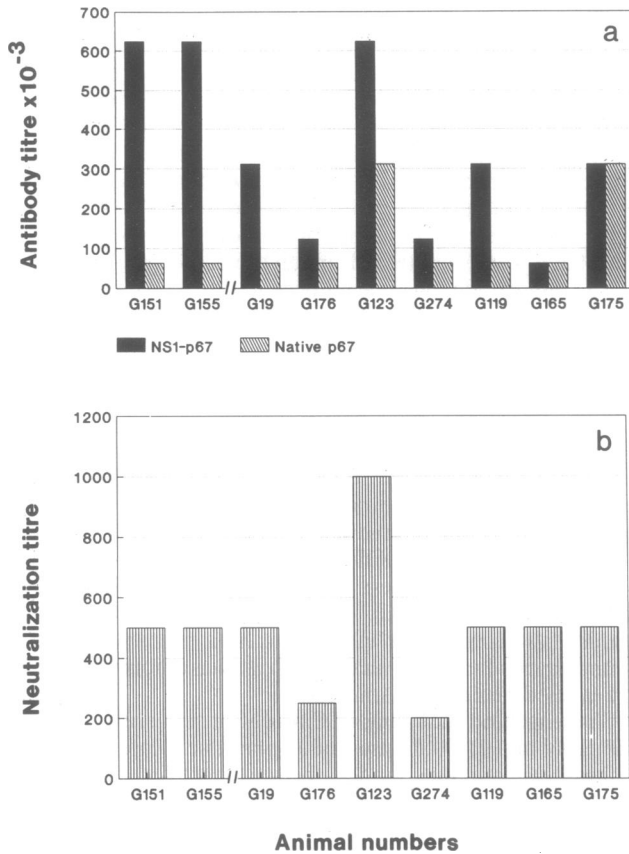 a
Antibody titre x10-3
700
600
500
400
300
200
100
0
G151 G155 G19 G176 G123 G274 G119 G165 G175
NS1-p67 Native p67
b
Neutralization titre
1200
1000
800
600
400
200
0
G151 G155 G19 G176 G123 G274 G119 G165 G175
Animal numbers